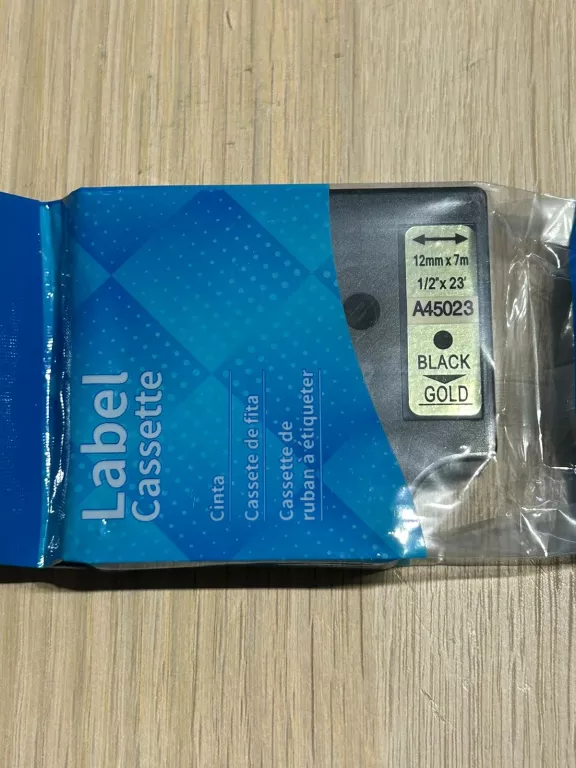 Label
Cassette
Cinta
Cassete de fita
Cassette de
ruban à étiqueter
12mm x 7m
1/2" x 23'
A45023
BLACK
GOLD